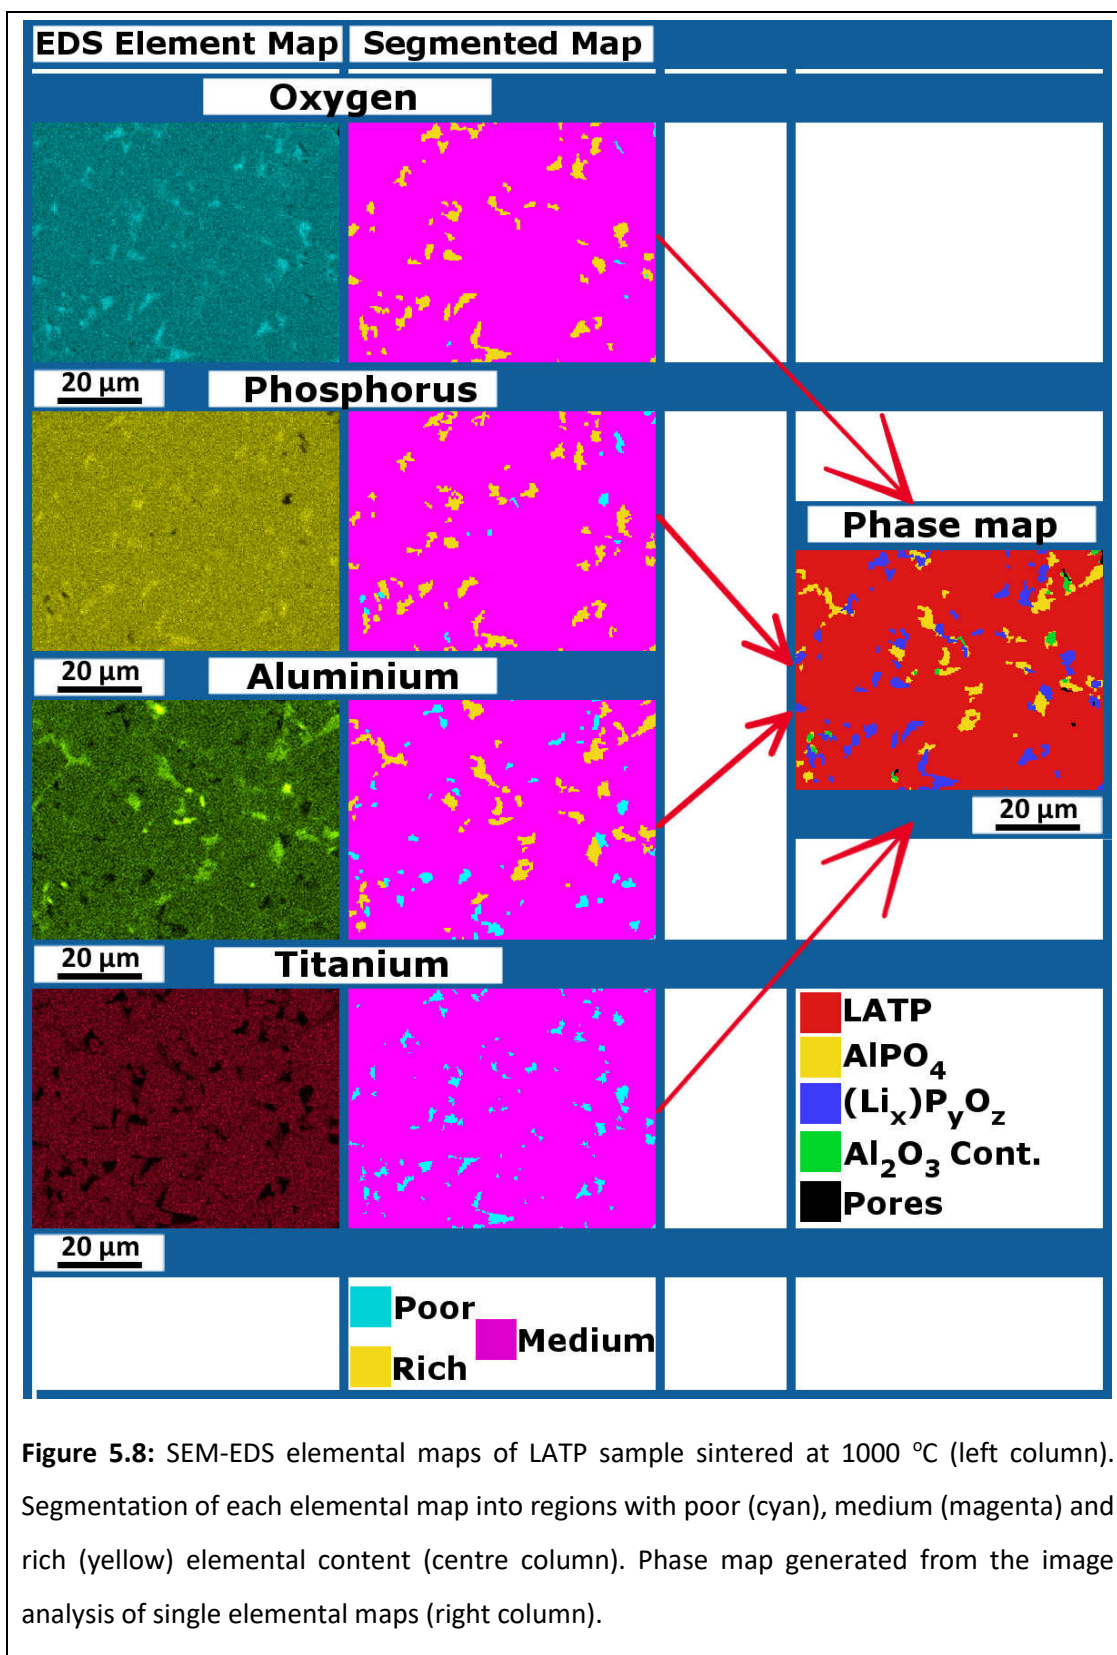 EDS Element Map Segmented Map
Oxygen
20 µm Phosphorus
Phase map
20 µm Aluminium
20 µm
20 µm Titanium
LATP
AlPO₄
(Liₓ)PᵧO_z
Al₂O₃ Cont.
Pores
20 µm
Poor
Medium
Rich
Figure 5.8: SEM-EDS elemental maps of LATP sample sintered at 1000 °C (left column).
Segmentation of each elemental map into regions with poor (cyan), medium (magenta) and
rich (yellow) elemental content (centre column). Phase map generated from the image
analysis of single elemental maps (right column).